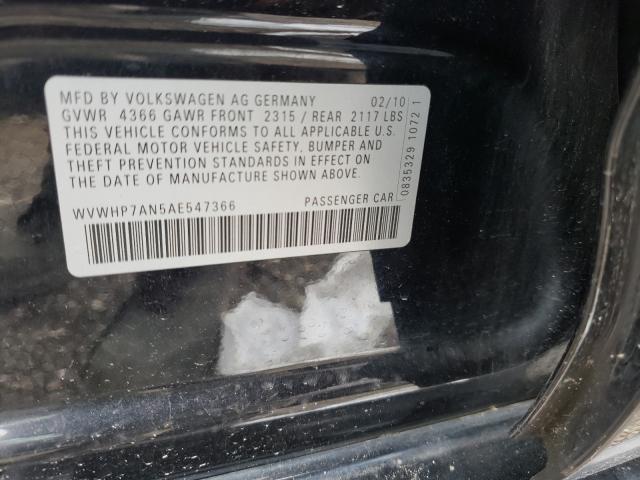 MFD BY VOLKSWAGEN AG GERMANY 02/10
GVWR 4366 GAWR FRONT 2315 / REAR 2117 LBS
THIS VEHICLE CONFORMS TO ALL APPLICABLE U.S.
FEDERAL MOTOR VEHICLE SAFETY, BUMPER AND
THEFT PREVENTION STANDARDS IN EFFECT ON
THE DATE OF MANUFACTURE SHOWN ABOVE.
WVWHP7AN5AE547366 PASSENGER CAR
0835329 1072 1